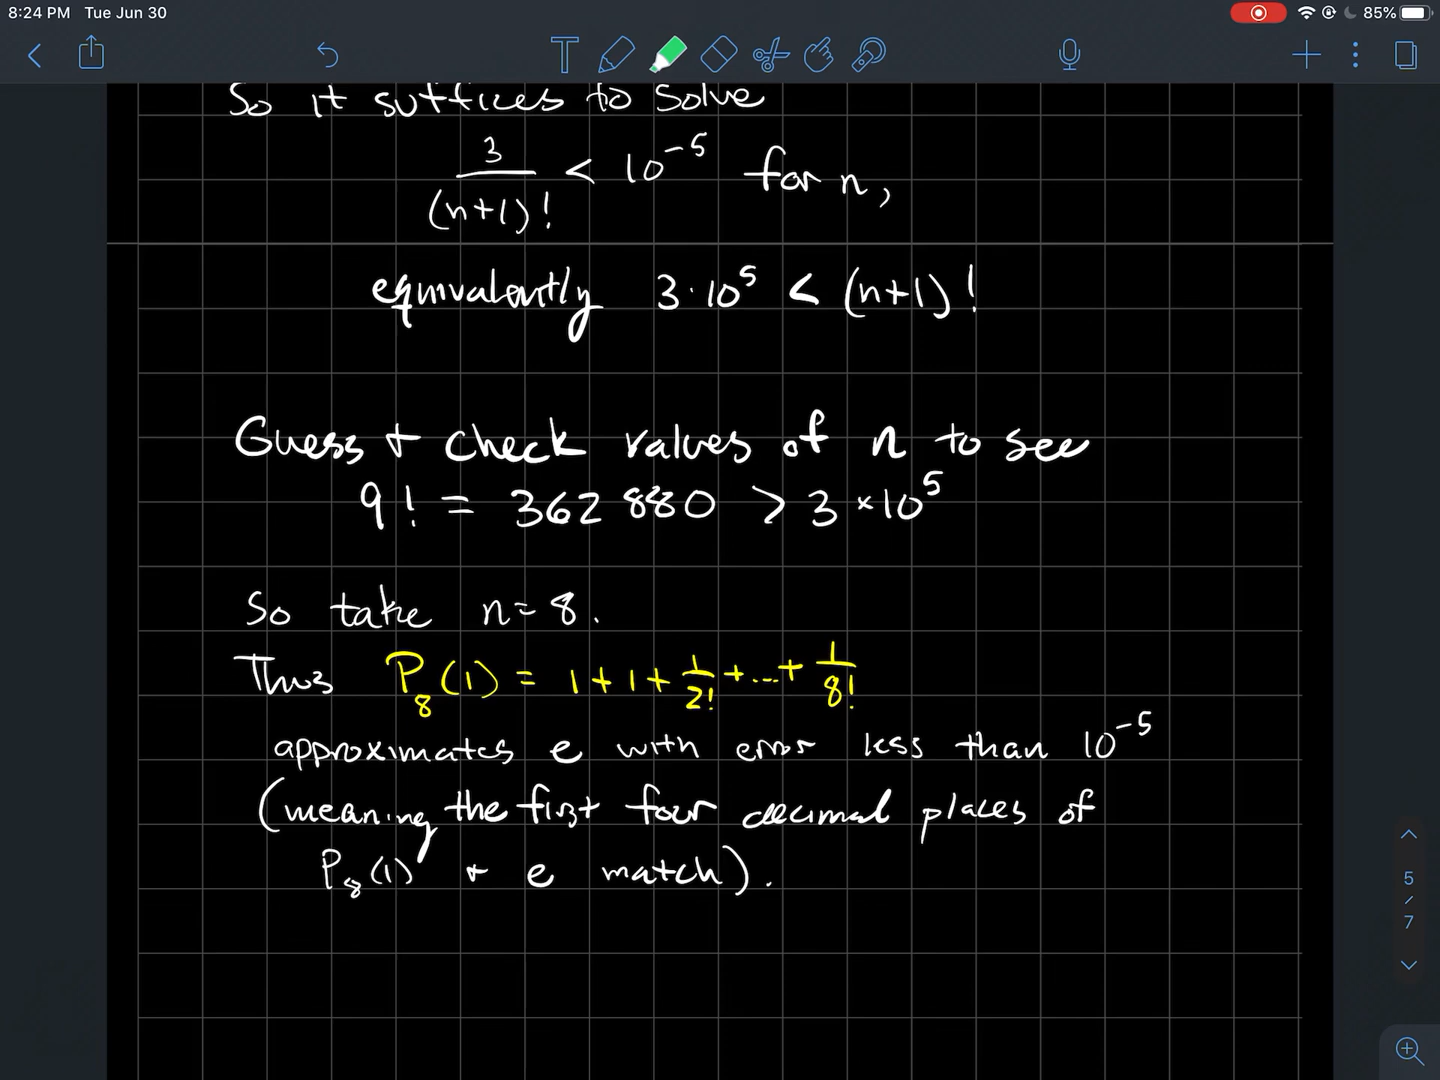 8:24 PM Tue Jun 30
85%
So it suffices to solve
3/(n+1)! < 10^-5 for n,
equivalently 3·10^5 < (n+1)!
Guess + check values of n to see
9! = 362 880 > 3 × 10^5
So take n = 8.
Thus P_8(1) = 1 + 1 + 1/2! + ... + 1/8!
approximates e with error less than 10^-5
(meaning the first four decimal places of
P_8(1) + e match).
5
/
7